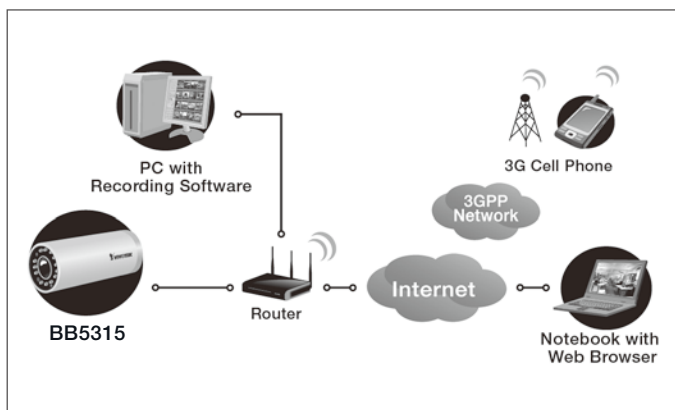 PC with
Recording Software
3G Cell Phone
3GPP
Network
BB5315
Router
Internet
Notebook with
Web Browser